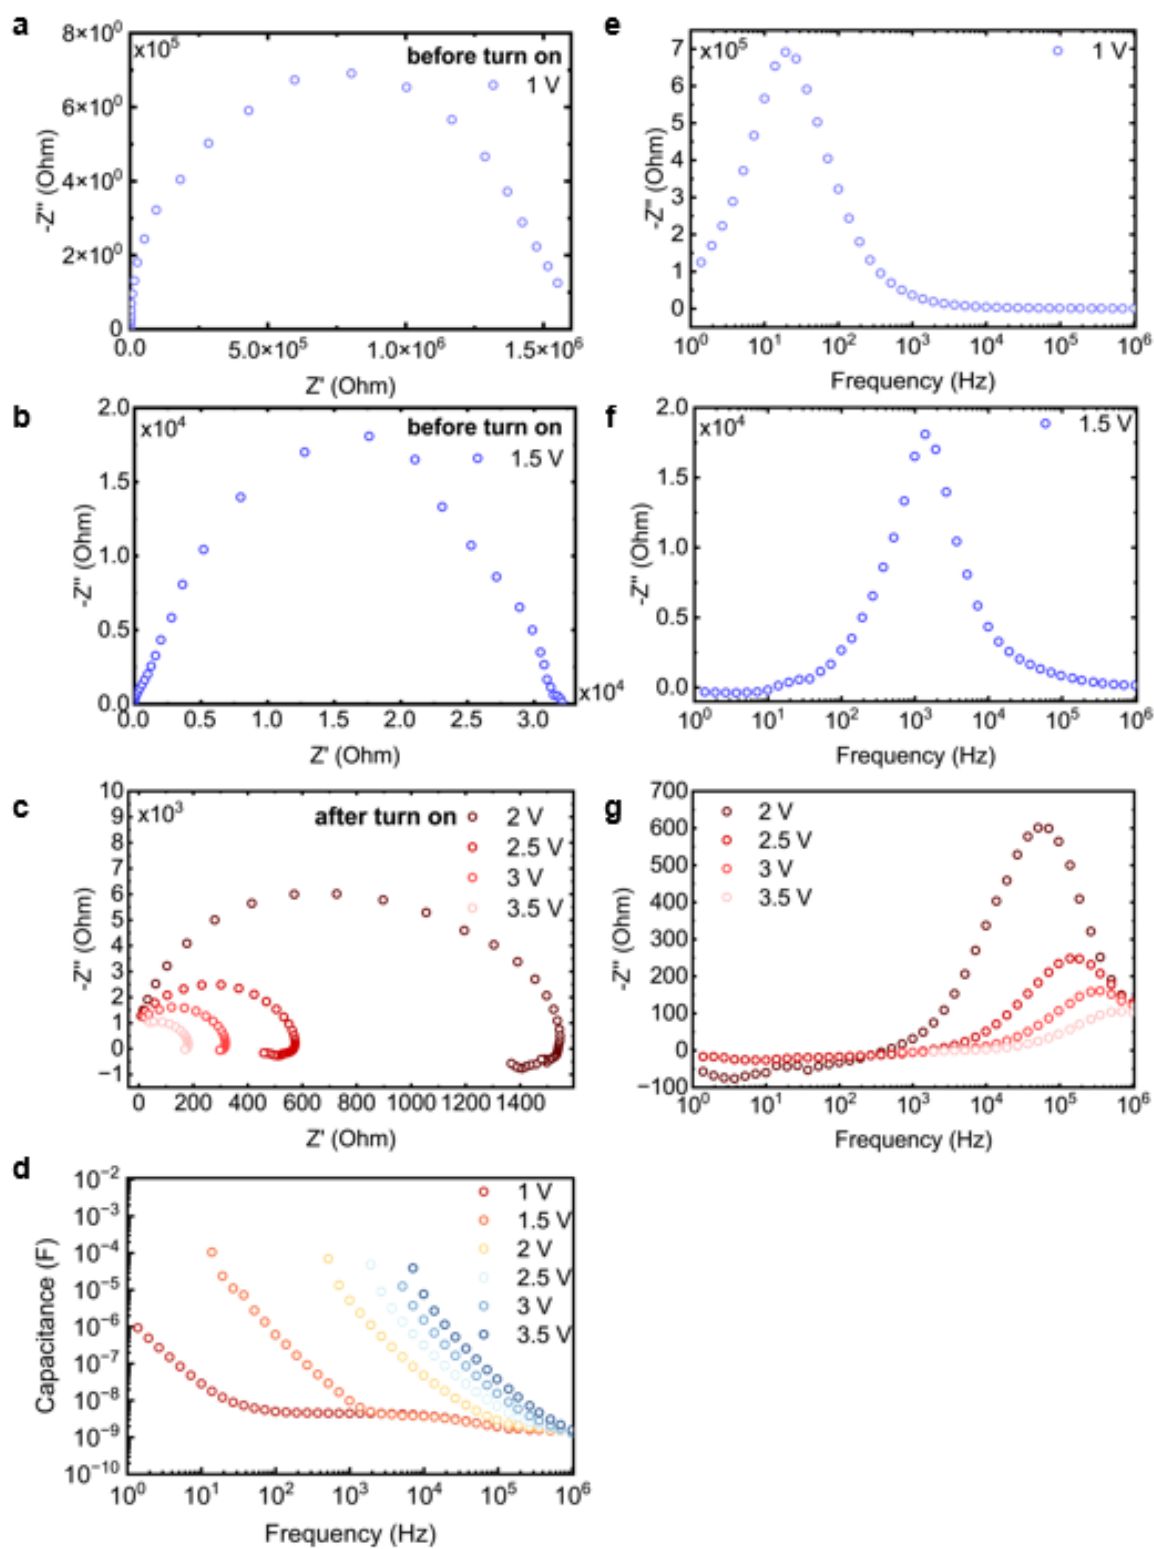 a
×10⁵
8×10⁰
6×10⁰
4×10⁰
2×10⁰
0
-Z'' (Ohm)
before turn on
1 V
0.0 5.0×10⁵ 1.0×10⁶ 1.5×10⁶
Z' (Ohm)
e
×10⁵
7
6
5
4
3
2
1
0
-Z'' (Ohm)
1 V
10⁰ 10¹ 10² 10³ 10⁴ 10⁵ 10⁶
Frequency (Hz)
b
x10⁴
2.0
1.5
1.0
0.5
0.0
-Z'' (Ohm)
before turn on
1.5 V
x10⁴
0.0 0.5 1.0 1.5 2.0 2.5 3.0
Z' (Ohm)
f
x10⁴
2.0
1.5
1.0
0.5
0.0
-Z'' (Ohm)
1.5 V
10⁰ 10¹ 10² 10³ 10⁴ 10⁵ 10⁶
Frequency (Hz)
c
x10³
10
9
8
7
6
5
4
3
2
1
0
−1
-Z'' (Ohm)
after turn on
2 V
2.5 V
3 V
3.5 V
0 200 400 600 800 1000 1200 1400
Z' (Ohm)
g
700
600
500
400
300
200
100
0
−100
-Z'' (Ohm)
2 V
2.5 V
3 V
3.5 V
10⁰ 10¹ 10² 10³ 10⁴ 10⁵ 10⁶
Frequency (Hz)
d
10⁻²
10⁻³
10⁻⁴
10⁻⁵
10⁻⁶
10⁻⁷
10⁻⁸
10⁻⁹
10⁻¹⁰
Capacitance (F)
1 V
1.5 V
2 V
2.5 V
3 V
3.5 V
10⁰ 10¹ 10² 10³ 10⁴ 10⁵ 10⁶
Frequency (Hz)